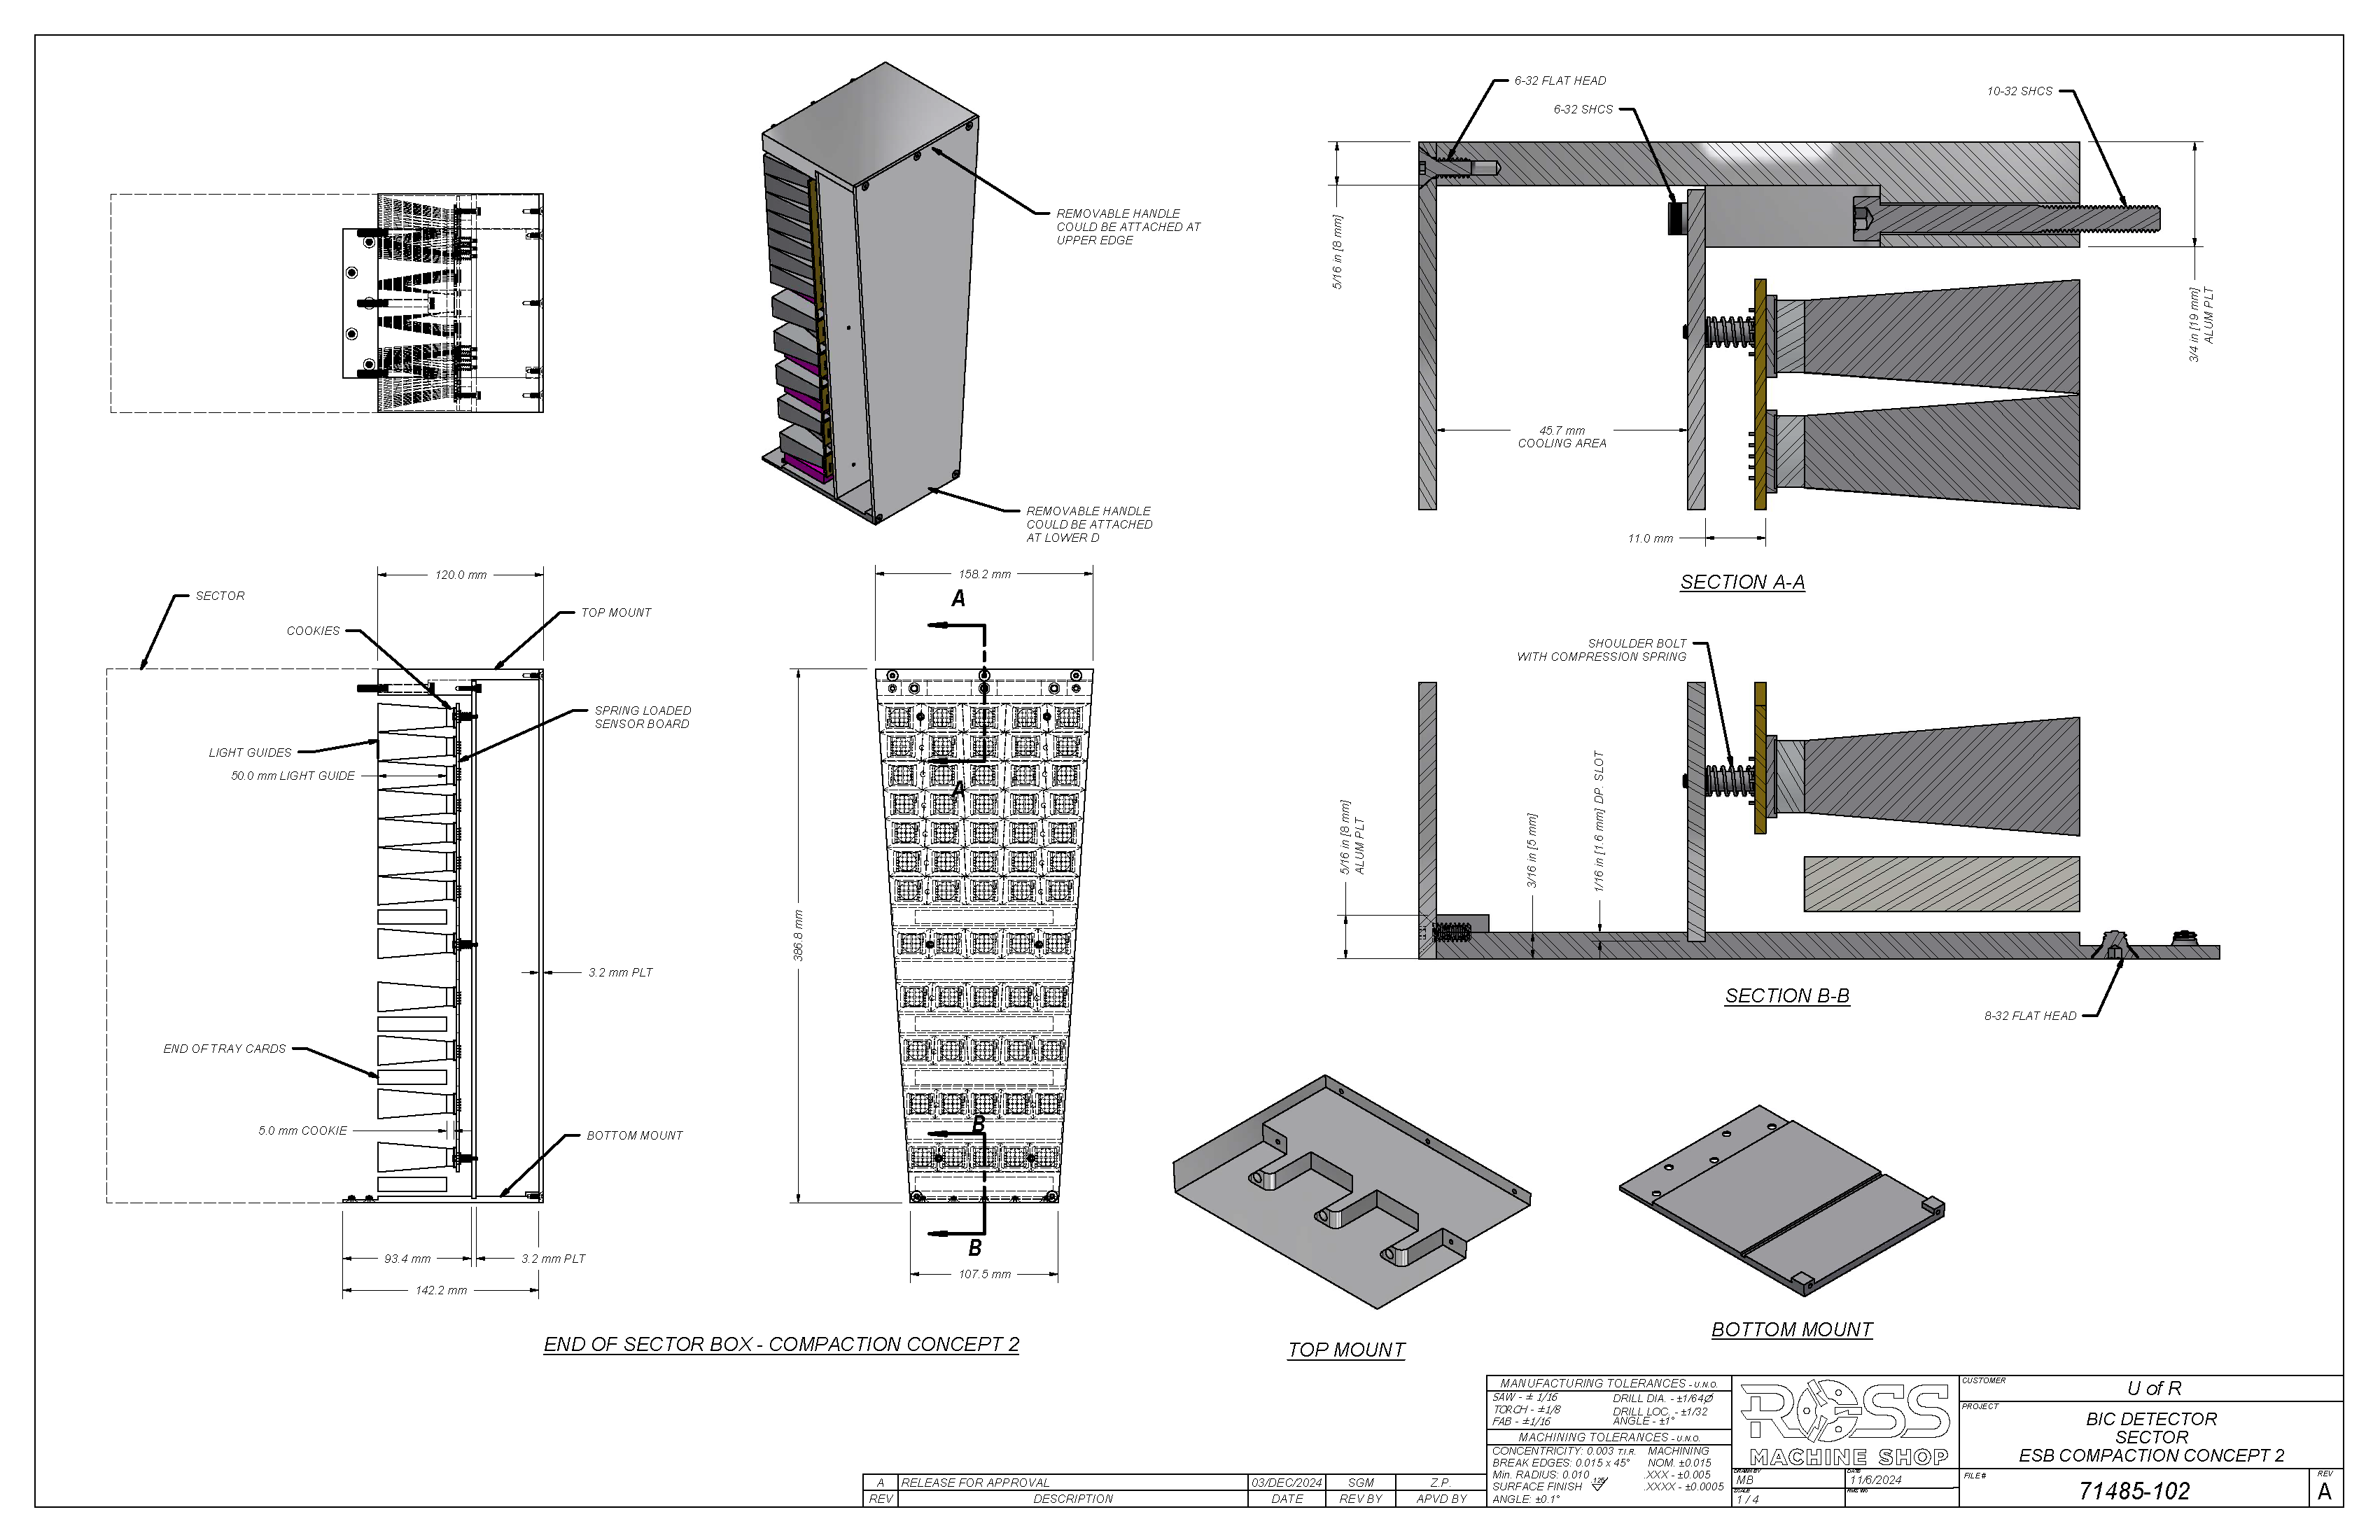 6-32 FLAT HEAD
6-32 SHCS
10-32 SHCS
REMOVABLE HANDLE
COULD BE ATTACHED AT
UPPER EDGE
REMOVABLE HANDLE
COULD BE ATTACHED
AT LOWER D
5/16 in [8 mm]
3/4 in [19 mm]
ALUM PLT
45.7 mm
COOLING AREA
11.0 mm
SECTION A-A
120.0 mm
SECTOR
COOKIES
TOP MOUNT
SPRING LOADED
SENSOR BOARD
LIGHT GUIDES
50.0 mm LIGHT GUIDE
3.2 mm PLT
END OF TRAY CARDS
5.0 mm COOKIE
BOTTOM MOUNT
93.4 mm
3.2 mm PLT
142.2 mm
158.2 mm
A
A
386.8 mm
B
B
107.5 mm
SHOULDER BOLT
WITH COMPRESSION SPRING
5/16 in [8 mm]
ALUM PLT
3/16 in [5 mm]
1/16 in [1.6 mm] DP. SLOT
SECTION B-B
8-32 FLAT HEAD
END OF SECTOR BOX - COMPACTION CONCEPT 2
TOP MOUNT
BOTTOM MOUNT
MANUFACTURING TOLERANCES - U.N.O.
SAW - ± 1/16 DRILL DIA. - ±1/64Ø
TORCH - ±1/8 DRILL LOC. - ±1/32
FAB - ±1/16 ANGLE - ±1°
MACHINING TOLERANCES - U.N.O.
CONCENTRICITY: 0.003 T.I.R. MACHINING
BREAK EDGES: 0.015 x 45° NOM. ±0.015
Min. RADIUS: 0.010 .XXX - ±0.005
SURFACE FINISH 125 .XXXX - ±0.0005
ANGLE: ±0.1°
ROSS
MACHINE SHOP
CUSTOMER
U of R
PROJECT
BIC DETECTOR
SECTOR
ESB COMPACTION CONCEPT 2
DRAWN BY
MB
DATE
11/6/2024
SCALE
1 / 4
FILE #
71485-102
REV
A
A RELEASE FOR APPROVAL 03/DEC/2024 SGM Z.P.
REV DESCRIPTION DATE REV BY APVD BY